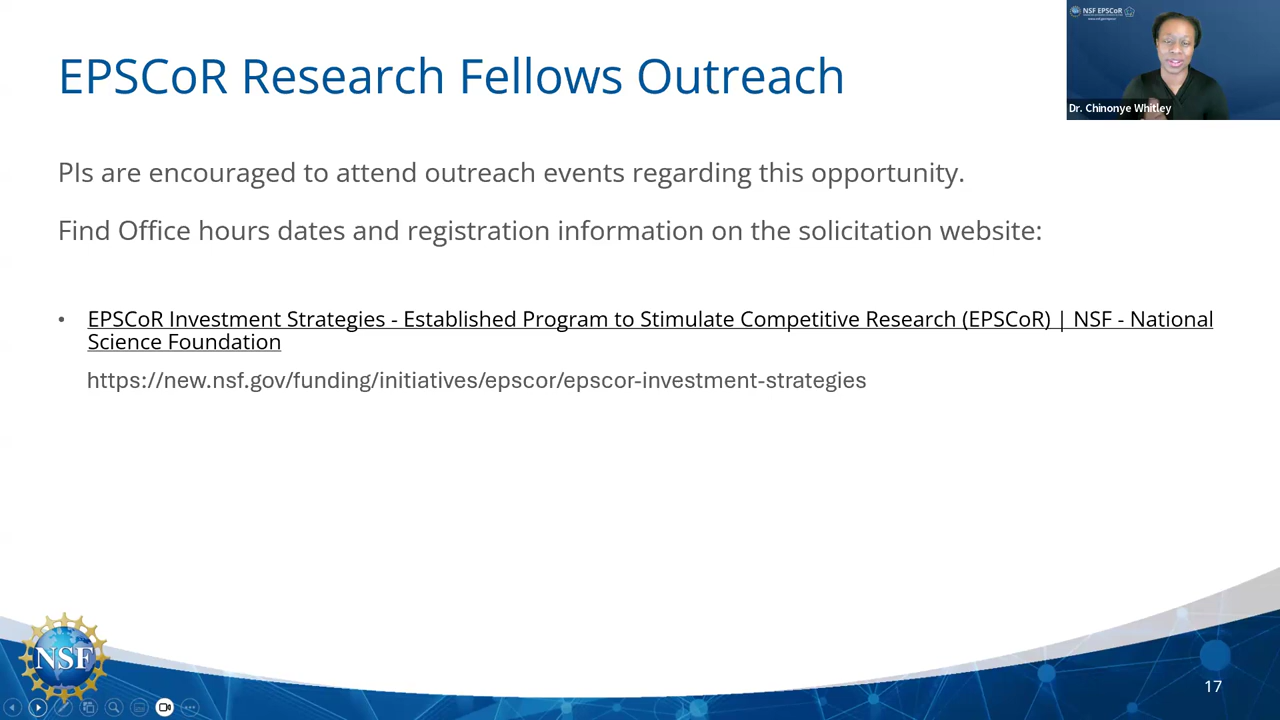 EPSCoR Research Fellows Outreach
NSF EPSCoR
Dr. Chinonye Whitley
PIs are encouraged to attend outreach events regarding this opportunity.
Find Office hours dates and registration information on the solicitation website:
• EPSCoR Investment Strategies - Established Program to Stimulate Competitive Research (EPSCoR) | NSF - National
Science Foundation
https://new.nsf.gov/funding/initiatives/epscor/epscor-investment-strategies
NSF
17